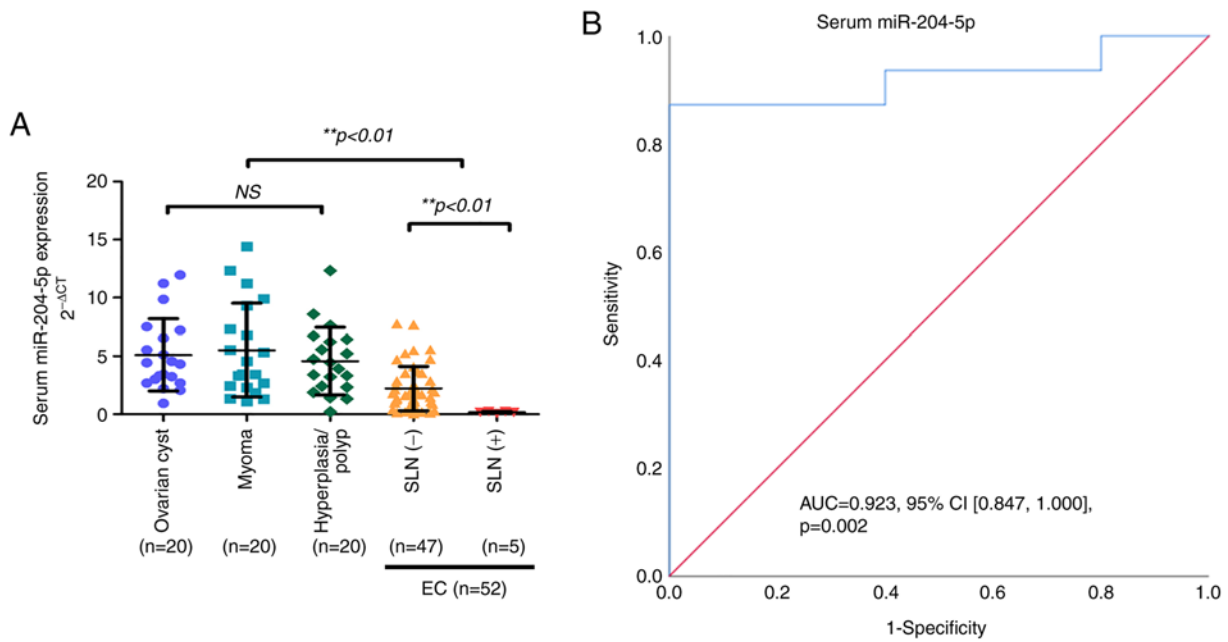 A
**p<0.01
NS
**p<0.01
Serum miR-204-5p expression
2−ΔCT
20
15
10
5
0
Ovarian cyst
Myoma
Hyperplasia/
polyp
SLN (−)
SLN (+)
(n=20)
(n=20)
(n=20)
(n=47)
(n=5)
EC (n=52)
B
Serum miR-204-5p
Sensitivity
1.0
0.8
0.6
0.4
0.2
0.0
AUC=0.923, 95% CI [0.847, 1.000],
p=0.002
0.0 0.2 0.4 0.6 0.8 1.0
1-Specificity